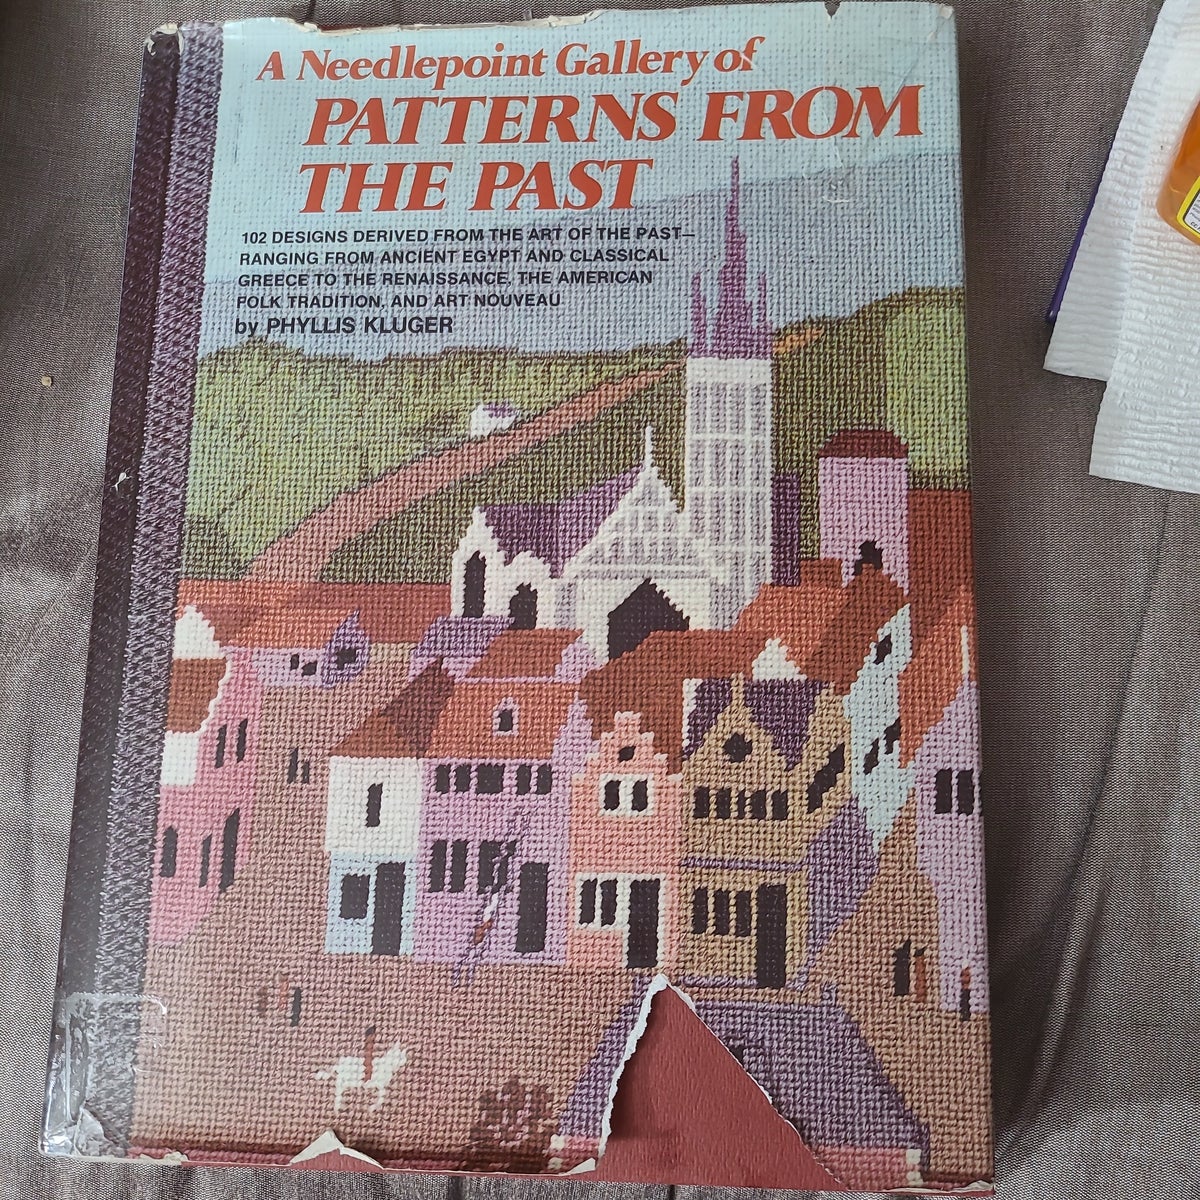 A Needlepoint Gallery of
PATTERNS FROM
THE PAST
102 DESIGNS DERIVED FROM THE ART OF THE PAST—
RANGING FROM ANCIENT EGYPT AND CLASSICAL
GREECE TO THE RENAISSANCE, THE AMERICAN
FOLK TRADITION, AND ART NOUVEAU
by PHYLLIS KLUGER